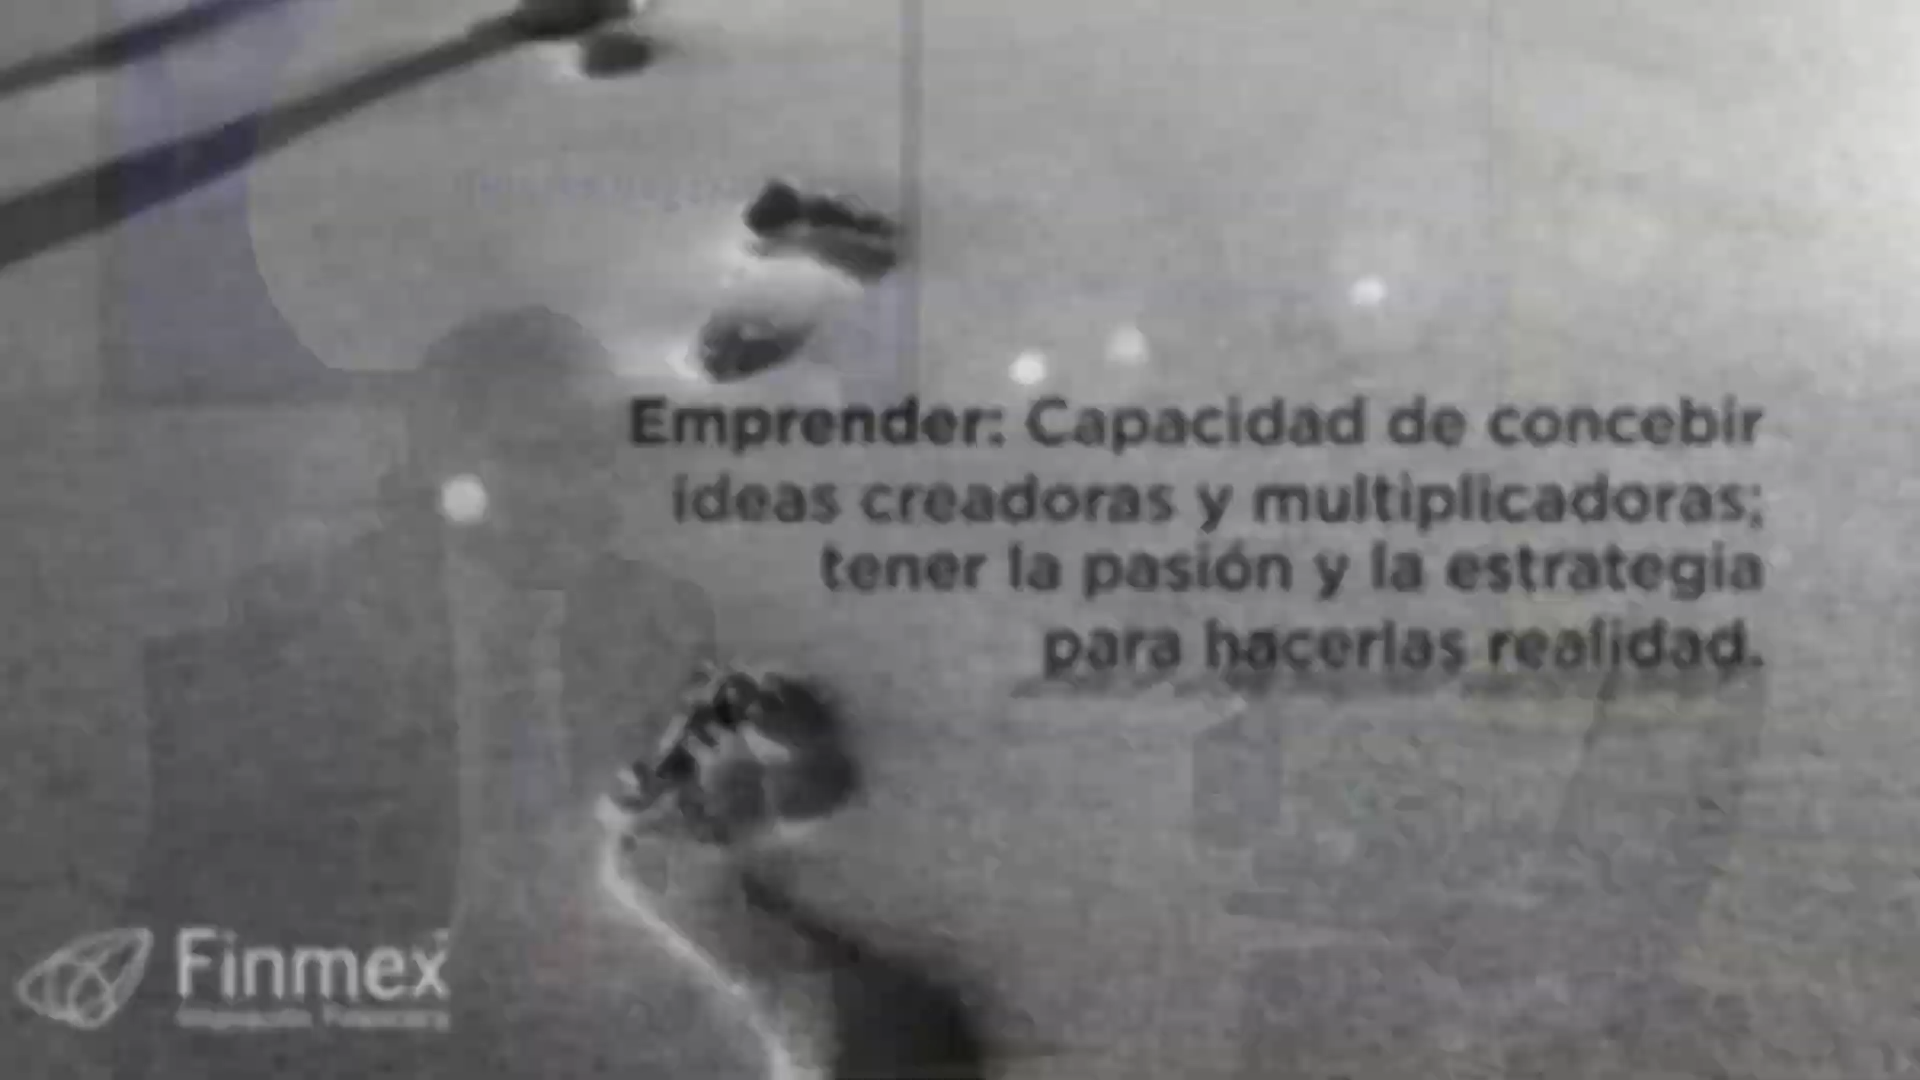 Emprender: Capacidad de concebir
ideas creadoras y multiplicadoras;
tener la pasión y la estrategia
para hacerlas realidad.
Finmex